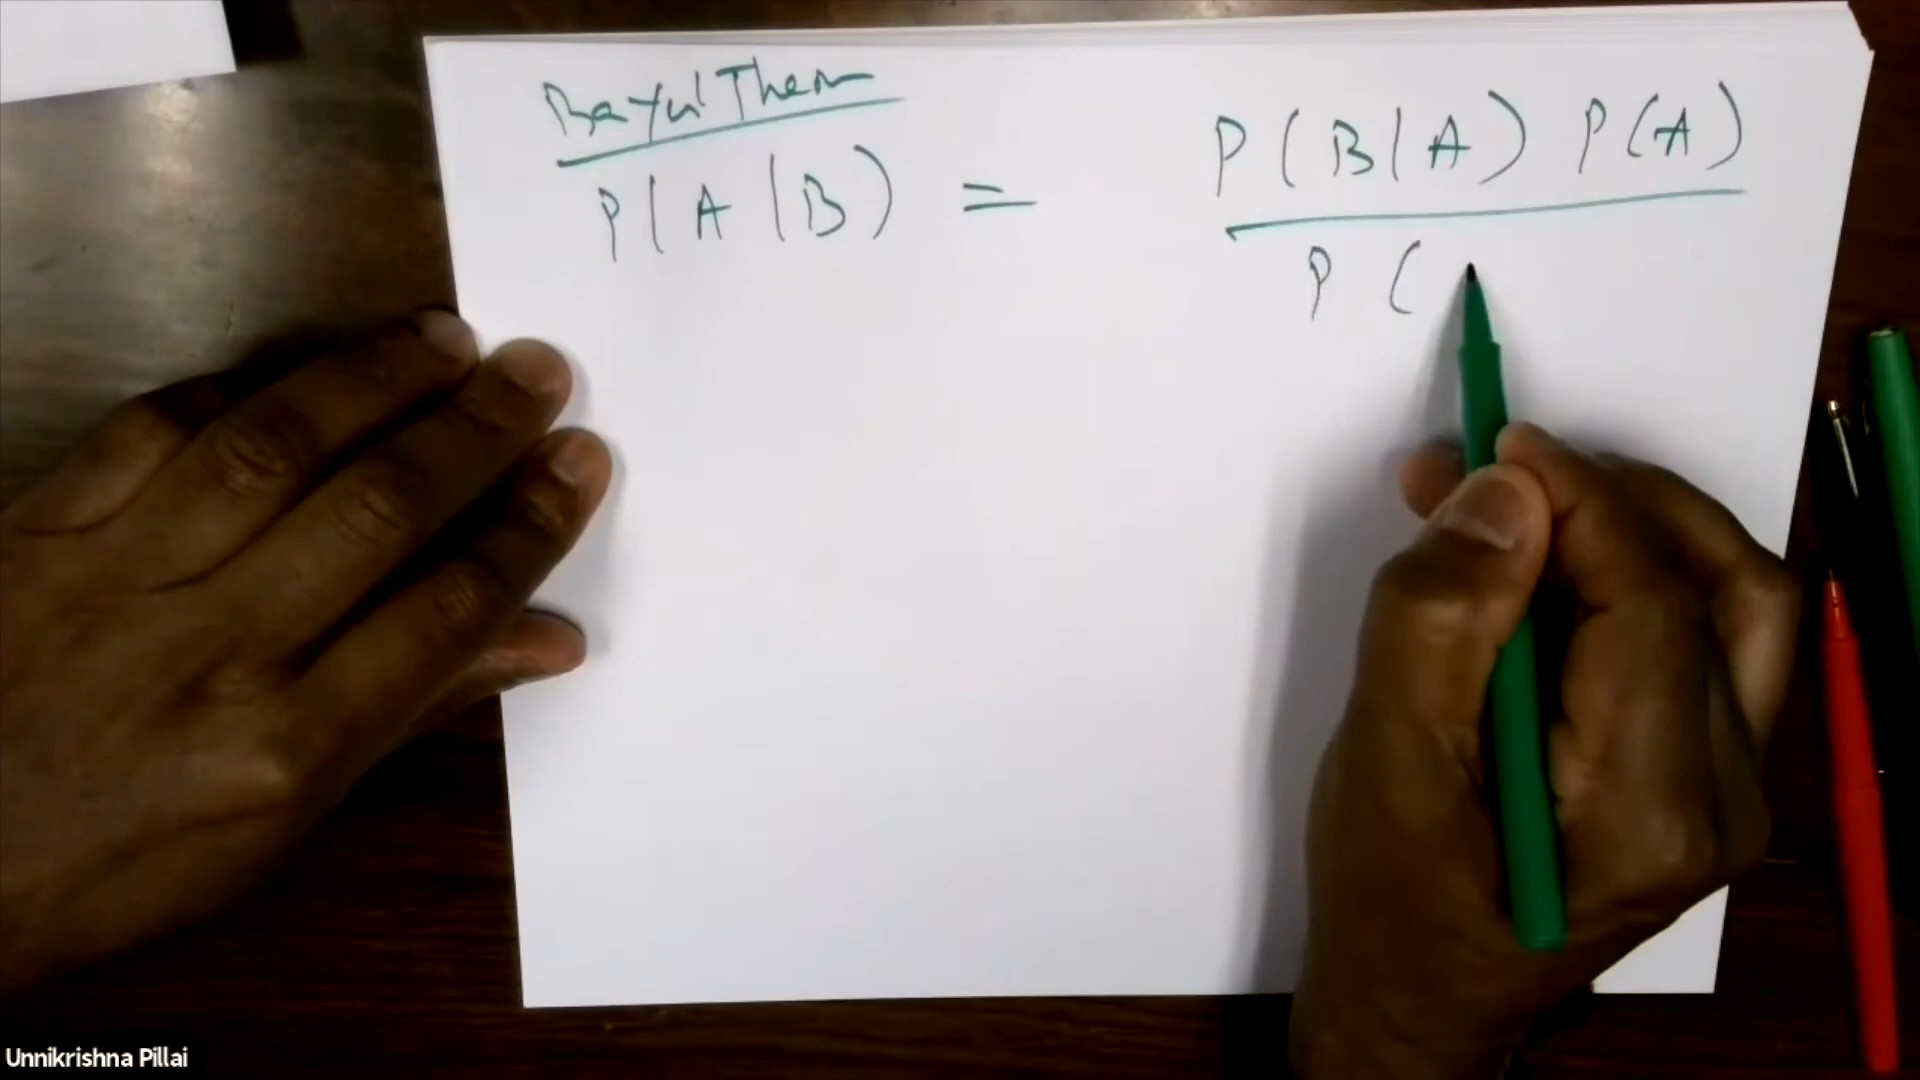 Bayes' Theorem
P(A|B) = P(B|A) P(A)
P (
Unnikrishna Pillai